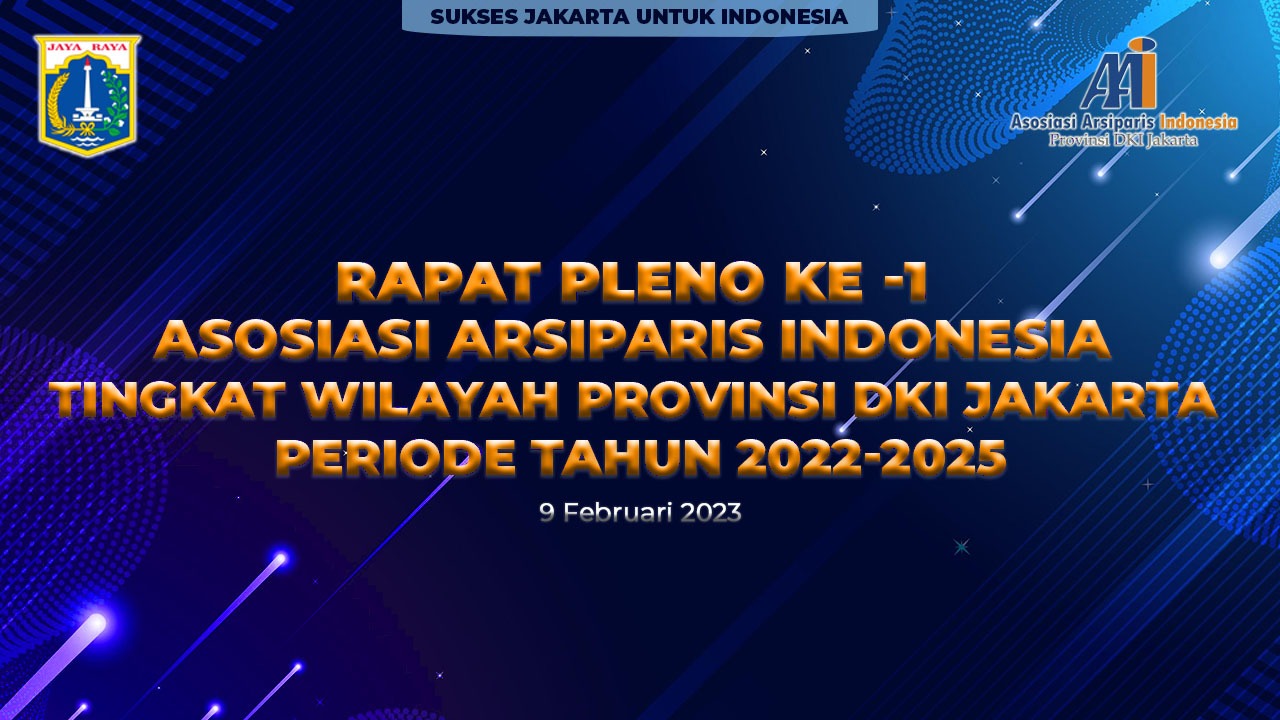 SUKSES JAKARTA UNTUK INDONESIA
JAYA RAYA
AAI
Asosiasi Arsiparis Indonesia
Provinsi DKI Jakarta
RAPAT PLENO KE -1
ASOSIASI ARSIPARIS INDONESIA
TINGKAT WILAYAH PROVINSI DKI JAKARTA
PERIODE TAHUN 2022-2025
9 Februari 2023